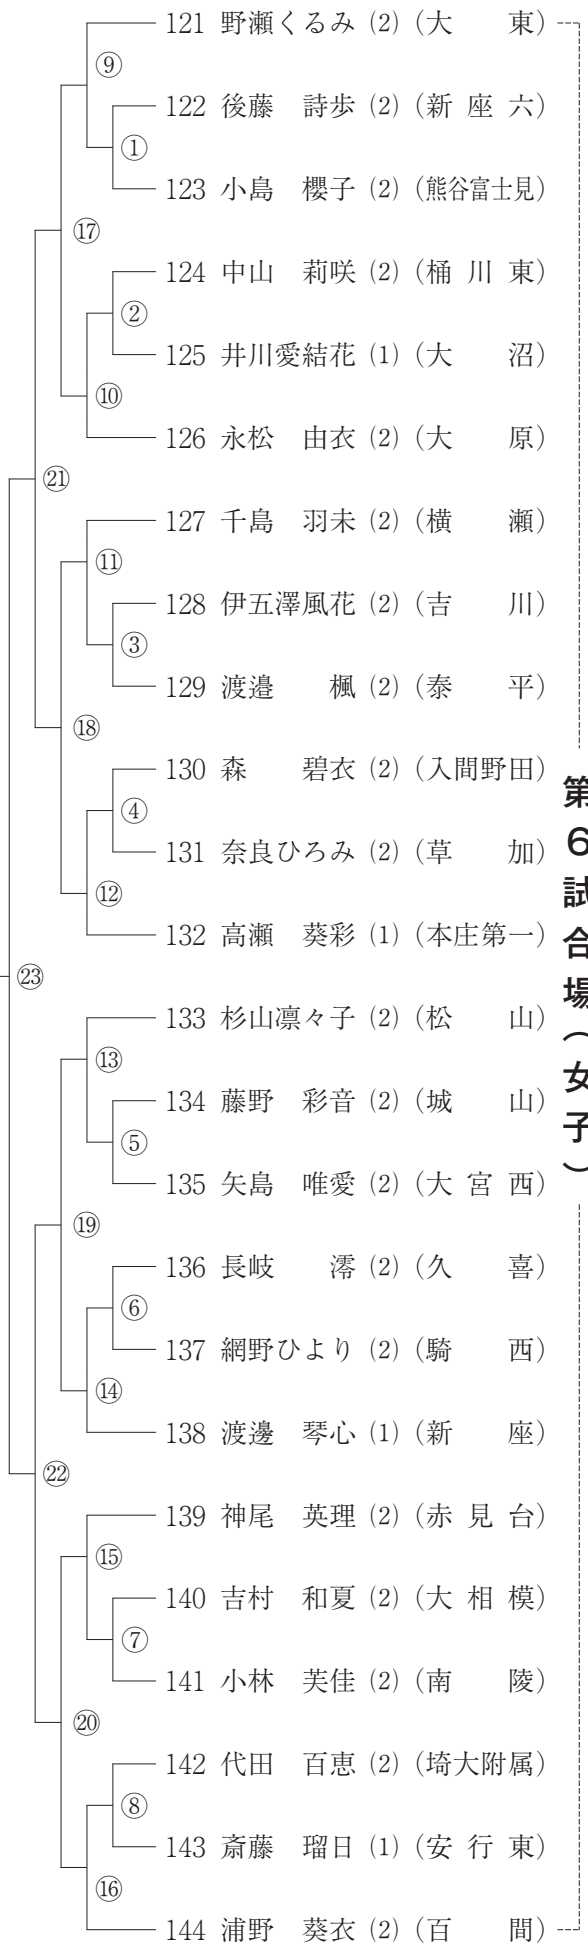 121 野瀬くるみ (2) (大　　東)
⑨
122 後藤　詩歩 (2) (新 座 六)
①
123 小島　櫻子 (2) (熊谷富士見)
⑰
124 中山　莉咲 (2) (桶 川 東)
②
125 井川愛結花 (1) (大　　沼)
⑩
126 永松　由衣 (2) (大　　原)
㉑
127 千島　羽未 (2) (横　　瀬)
⑪
128 伊五澤風花 (2) (吉　　川)
③
129 渡邉　　楓 (2) (泰　　平)
⑱
130 森　　碧衣 (2) (入間野田)
④
131 奈良ひろみ (2) (草　　加)
⑫
132 高瀬　葵彩 (1) (本庄第一)
㉓
133 杉山凛々子 (2) (松　　山)
⑬
134 藤野　彩音 (2) (城　　山)
⑤
135 矢島　唯愛 (2) (大 宮 西)
⑲
136 長岐　　澪 (2) (久　　喜)
⑥
137 網野ひより (2) (騎　　西)
⑭
138 渡邊　琴心 (1) (新　　座)
㉒
139 神尾　英理 (2) (赤 見 台)
⑮
140 吉村　和夏 (2) (大 相 模)
⑦
141 小林　芙佳 (2) (南　　陵)
⑳
142 代田　百恵 (2) (埼大附属)
⑧
143 斎藤　瑠日 (1) (安 行 東)
⑯
144 浦野　葵衣 (2) (百　　間)
第６試合場（女子）